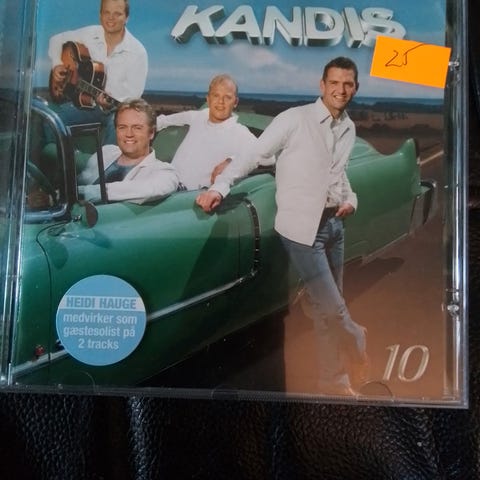 KANDIS
25
HEIDI HAUGE
medvirker som
gæstesolist på
2 tracks
10